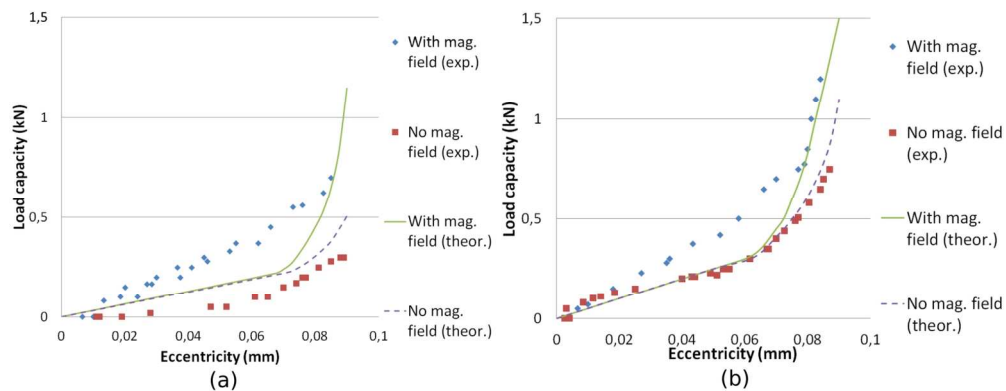 1,5
1
0,5
0
Load capacity (kN)
0
0,02
0,04
0,06
0,08
0,1
Eccentricity (mm)
With mag.
field (exp.)
No mag.
field (exp.)
With mag.
field (theor.)
No mag.
field (theor.)
(a)
1,5
1
0,5
0
Load capacity (kN)
0
0,02
0,04
0,06
0,08
0,1
Eccentricity (mm)
With mag.
field (exp.)
No mag. field
(exp.)
With mag.
field (theor.)
No mag. field
(theor.)
(b)